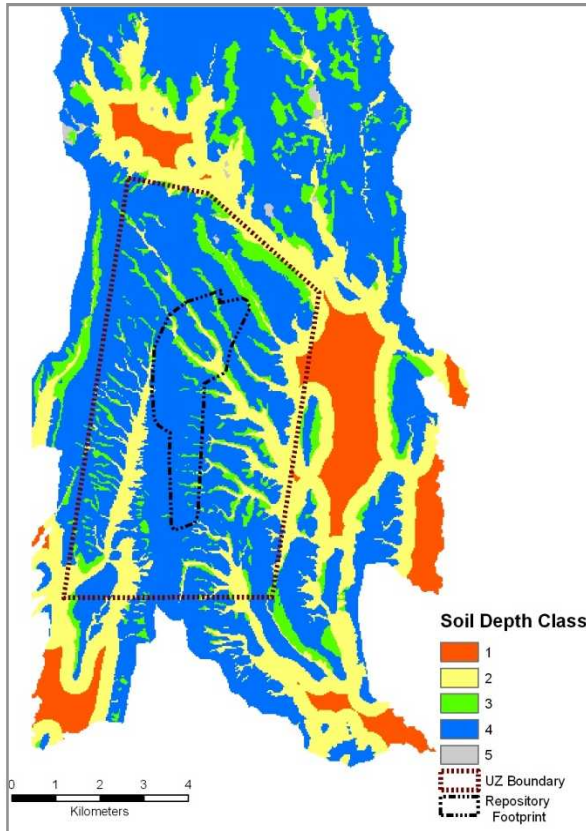 Soil Depth Class
1
2
3
4
5
UZ Boundary
Repository
Footprint
0 1 2 3 4
Kilometers